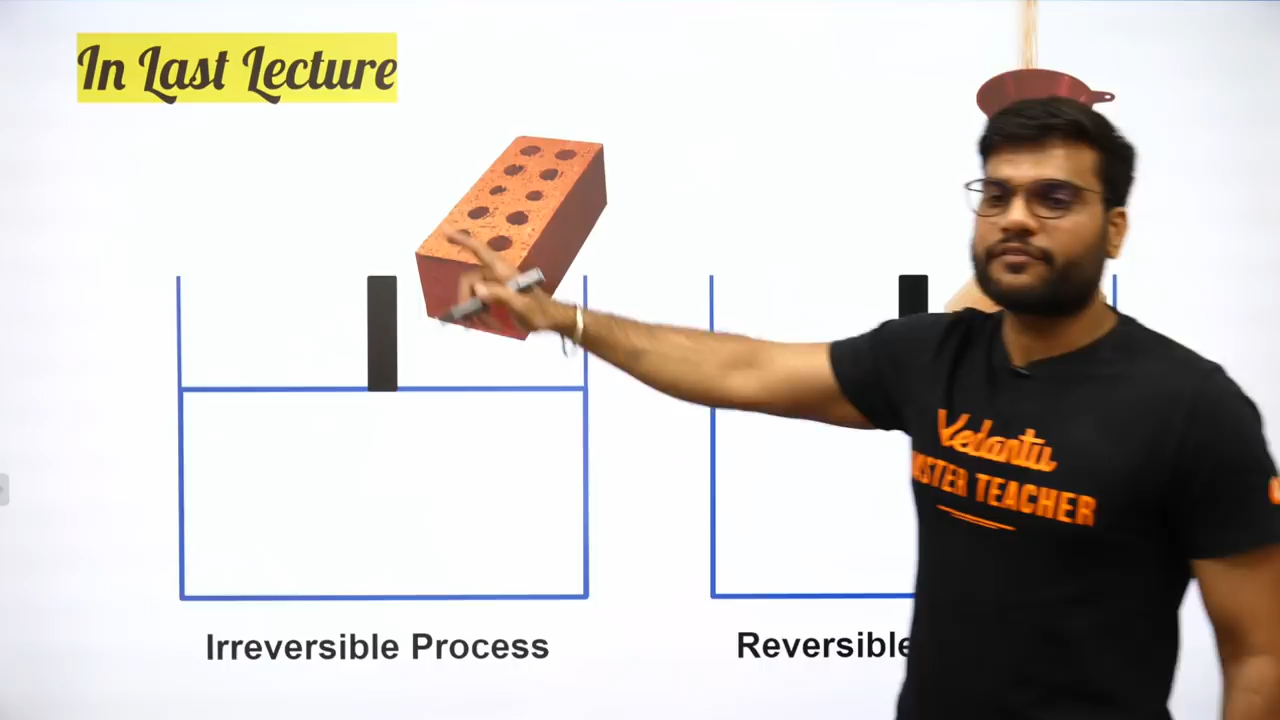 In Last Lecture
Irreversible Process
Reversible
Vedantu
MASTER TEACHER